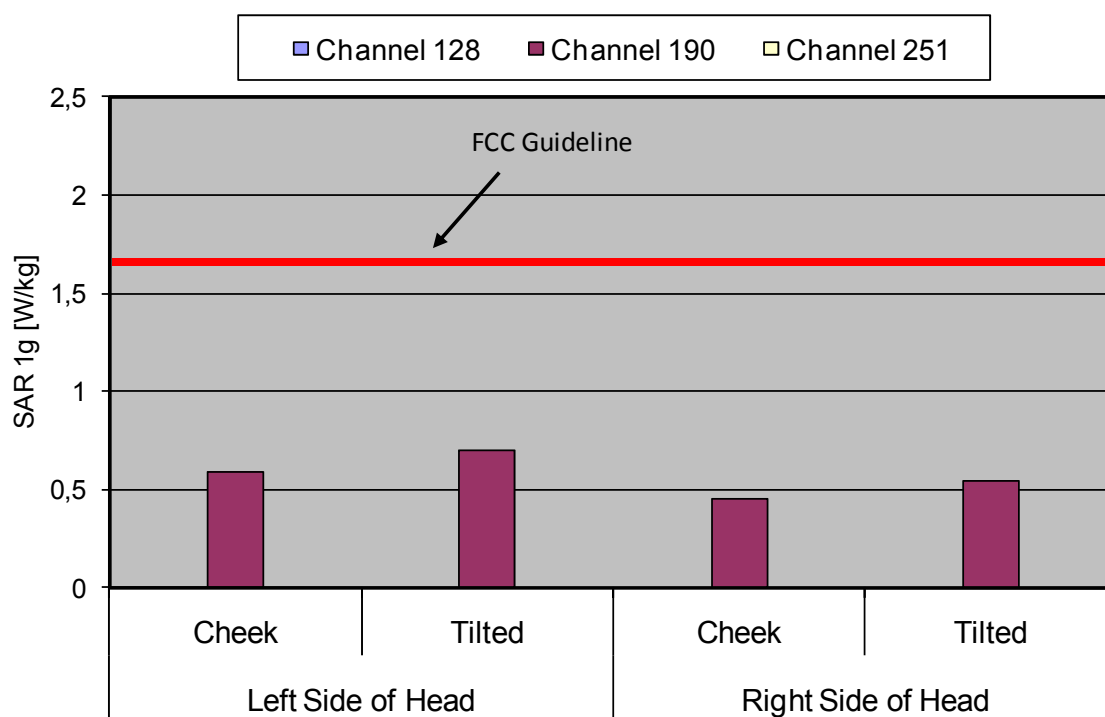 Channel 128 Channel 190 Channel 251
2,5
FCC Guideline
2
1,5
1
0,5
0
SAR 1g [W/kg]
Cheek Tilted Cheek Tilted
Left Side of Head Right Side of Head